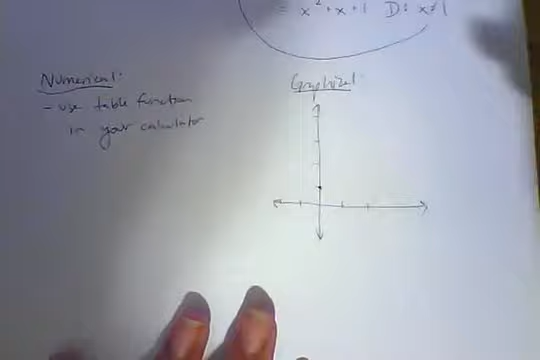 = x² + x + 1 D: x ≠ 1
Numerical:
- use table function
in your calculator
Graphical: